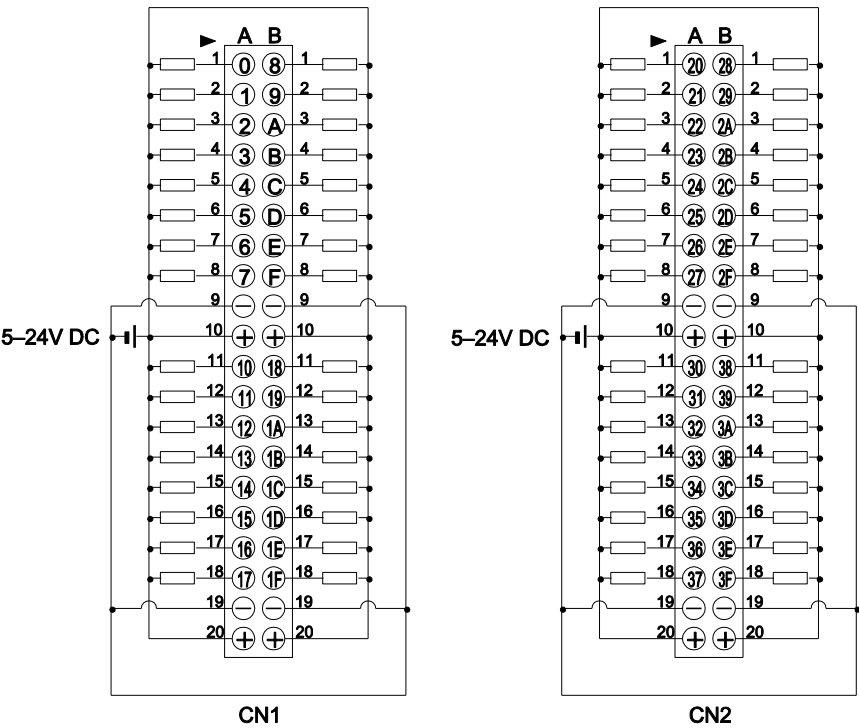 A B A B
1 0 8 1 1 20 28 1
2 1 9 2 2 21 29 2
3 2 A 3 3 22 2A 3
4 3 B 4 4 23 2B 4
5 4 C 5 5 24 2C 5
6 5 D 6 6 25 2D 6
7 6 E 7 7 26 2E 7
8 7 F 8 8 27 2F 8
9 − − 9 9 − − 9
5–24V DC 10 + + 10 5–24V DC 10 + + 10
11 10 18 11 11 30 38 11
12 11 19 12 12 31 39 12
13 12 1A 13 13 32 3A 13
14 13 1B 14 14 33 3B 14
15 14 1C 15 15 34 3C 15
16 15 1D 16 16 35 3D 16
17 16 1E 17 17 36 3E 17
18 17 1F 18 18 37 3F 18
19 − − 19 19 − − 19
20 + + 20 20 + + 20
CN1 CN2